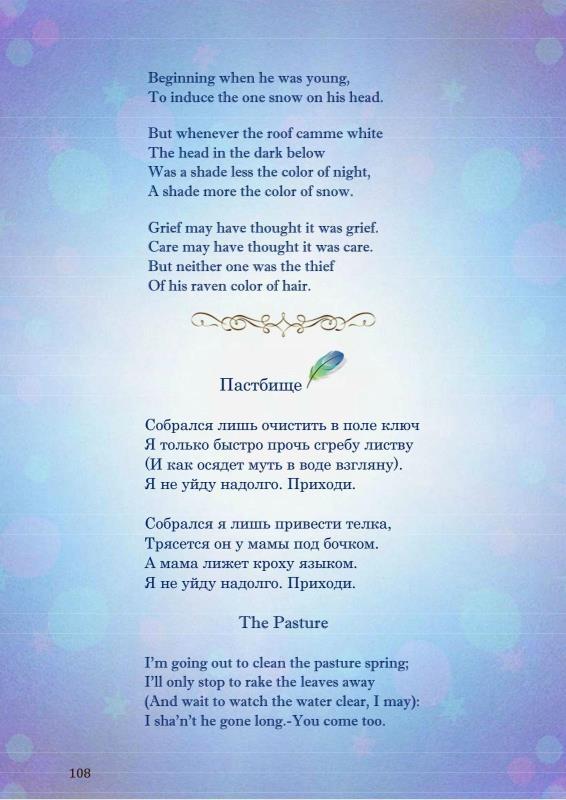 Beginning when he was young,
To induce the one snow on his head.
But whenever the roof camme white
The head in the dark below
Was a shade less the color of night,
A shade more the color of snow.
Grief may have thought it was grief.
Care may have thought it was care.
But neither one was the thief
Of his raven color of hair.
Пастбище
Собрался лишь очистить в поле ключ
Я только быстро прочь сгребу листву
(И как осядет муть в воде взгляну).
Я не уйду надолго. Приходи.
Собрался я лишь привести телка,
Трясется он у мамы под бочком.
А мама лижет кроху языком.
Я не уйду надолго. Приходи.
The Pasture
I'm going out to clean the pasture spring;
I'll only stop to rake the leaves away
(And wait to watch the water clear, I may):
I sha'n't he gone long.-You come too.
108